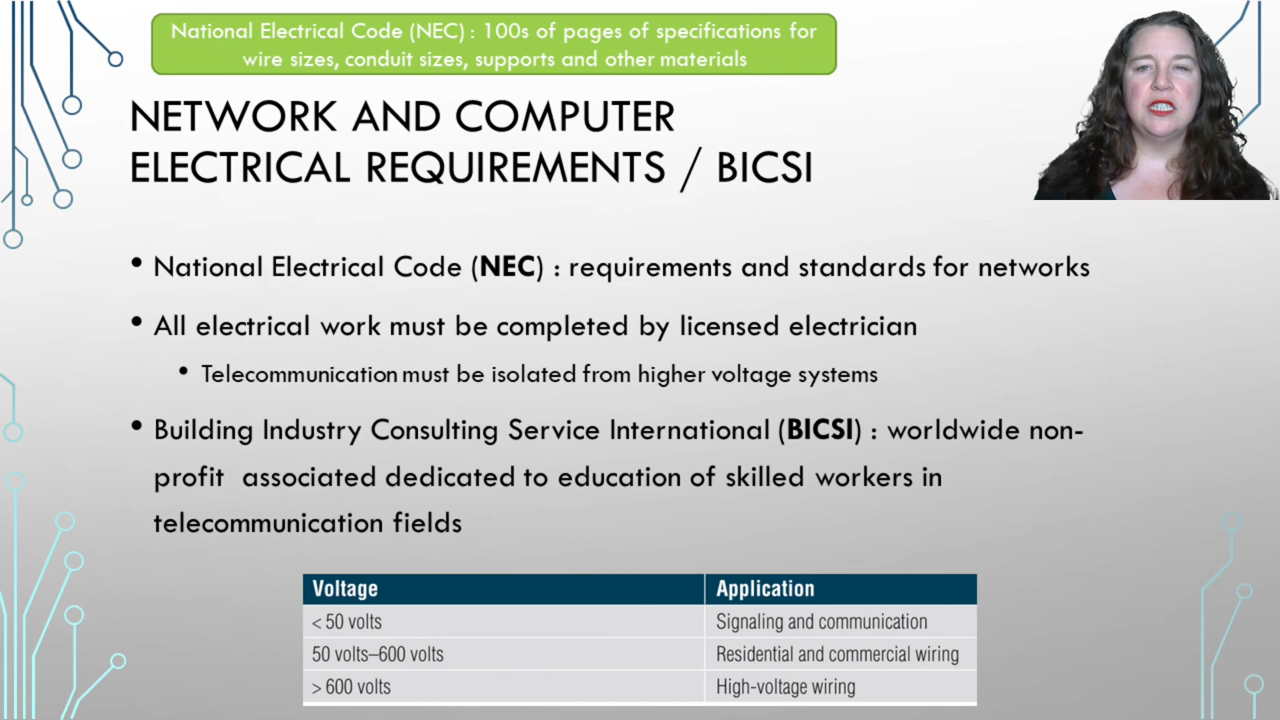 National Electrical Code (NEC) : 100s of pages of specifications for
wire sizes, conduit sizes, supports and other materials
NETWORK AND COMPUTER
ELECTRICAL REQUIREMENTS / BICSI
• National Electrical Code (NEC) : requirements and standards for networks
• All electrical work must be completed by licensed electrician
• Telecommunication must be isolated from higher voltage systems
• Building Industry Consulting Service International (BICSI) : worldwide non-
profit associated dedicated to education of skilled workers in
telecommunication fields
Voltage Application
< 50 volts Signaling and communication
50 volts–600 volts Residential and commercial wiring
> 600 volts High-voltage wiring